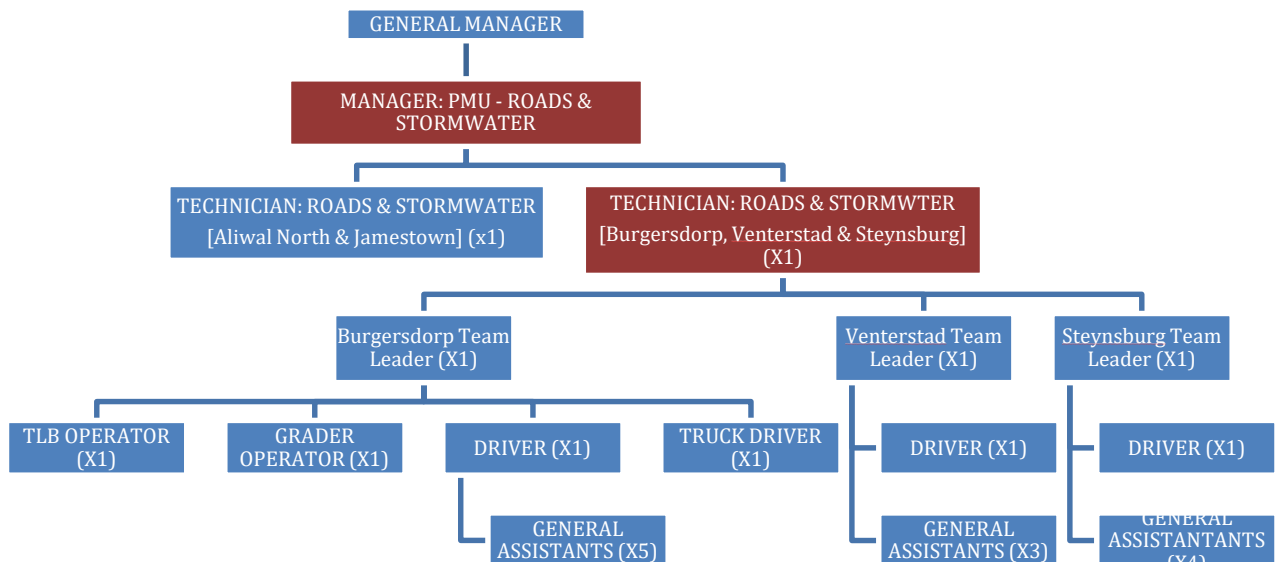 GENERAL MANAGER
MANAGER: PMU - ROADS &
STORMWATER
TECHNICIAN: ROADS & STORMWATER
[Aliwal North & Jamestown] (x1)
TECHNICIAN: ROADS & STORMWTER
[Burgersdorp, Venterstad & Steynsburg]
(X1)
Burgersdorp Team
Leader (X1)
Venterstad Team
Leader (X1)
Steynsburg Team
Leader (X1)
TLB OPERATOR
(X1)
GRADER
OPERATOR (X1)
DRIVER (X1)
TRUCK DRIVER
(X1)
DRIVER (X1)
DRIVER (X1)
GENERAL
ASSISTANTS (X5)
GENERAL
ASSISTANTS (X3)
GENERAL
ASSISTANTANTS
(X4)